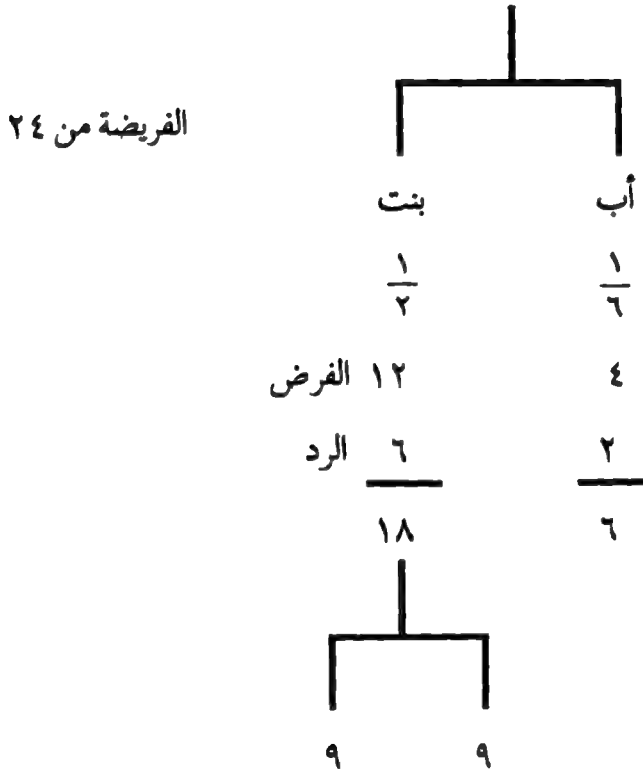 الفريضة من ٢٤
أب بنت
١/٦ ١/٢
٤ ١٢ الفرض
٢ ٦ الرد
٦ ١٨
٩ ٩